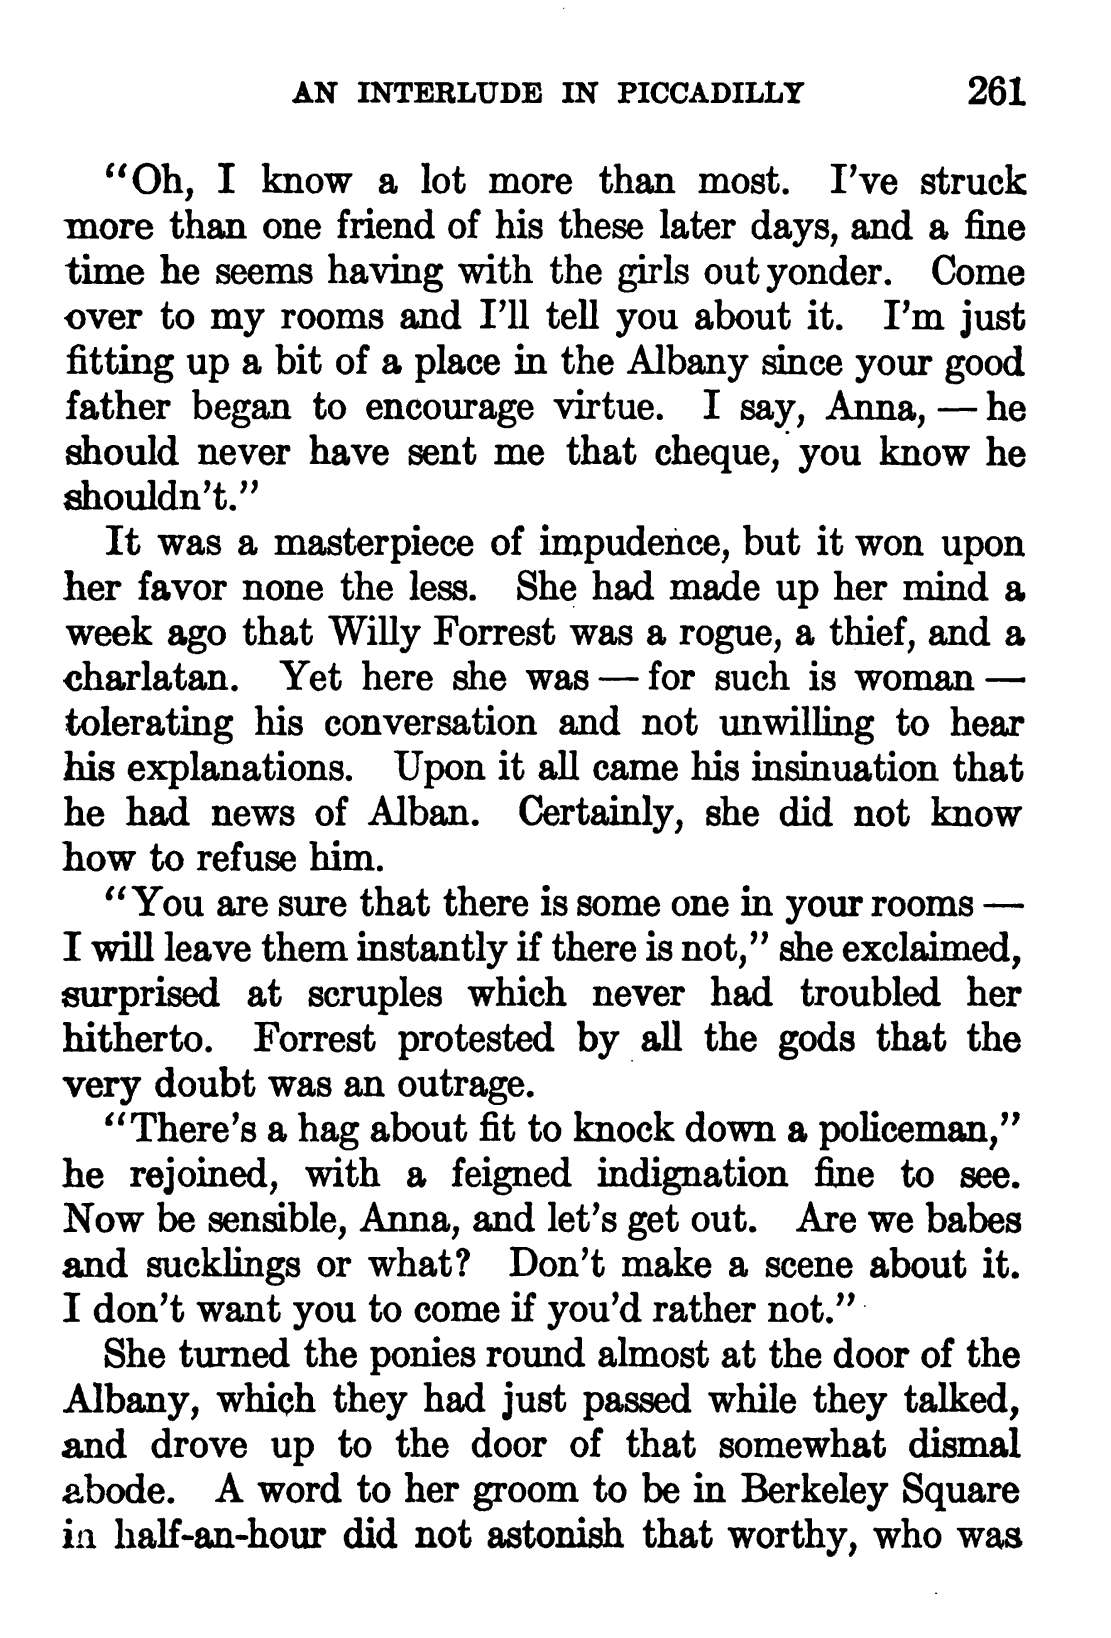 AN INTERLUDE IN PICCADILLY 261
"Oh, I know a lot more than most. I've struck
more than one friend of his these later days, and a fine
time he seems having with the girls out yonder. Come
over to my rooms and I'll tell you about it. I'm just
fitting up a bit of a place in the Albany since your good
father began to encourage virtue. I say, Anna, — he
should never have sent me that cheque, you know he
shouldn't."
It was a masterpiece of impudence, but it won upon
her favor none the less. She had made up her mind a
week ago that Willy Forrest was a rogue, a thief, and a
charlatan. Yet here she was — for such is woman —
tolerating his conversation and not unwilling to hear
his explanations. Upon it all came his insinuation that
he had news of Alban. Certainly, she did not know
how to refuse him.
"You are sure that there is some one in your rooms —
I will leave them instantly if there is not," she exclaimed,
surprised at scruples which never had troubled her
hitherto. Forrest protested by all the gods that the
very doubt was an outrage.
"There's a hag about fit to knock down a policeman,"
he rejoined, with a feigned indignation fine to see.
Now be sensible, Anna, and let's get out. Are we babes
and sucklings or what? Don't make a scene about it.
I don't want you to come if you'd rather not."
She turned the ponies round almost at the door of the
Albany, which they had just passed while they talked,
and drove up to the door of that somewhat dismal
abode. A word to her groom to be in Berkeley Square
in half-an-hour did not astonish that worthy, who was